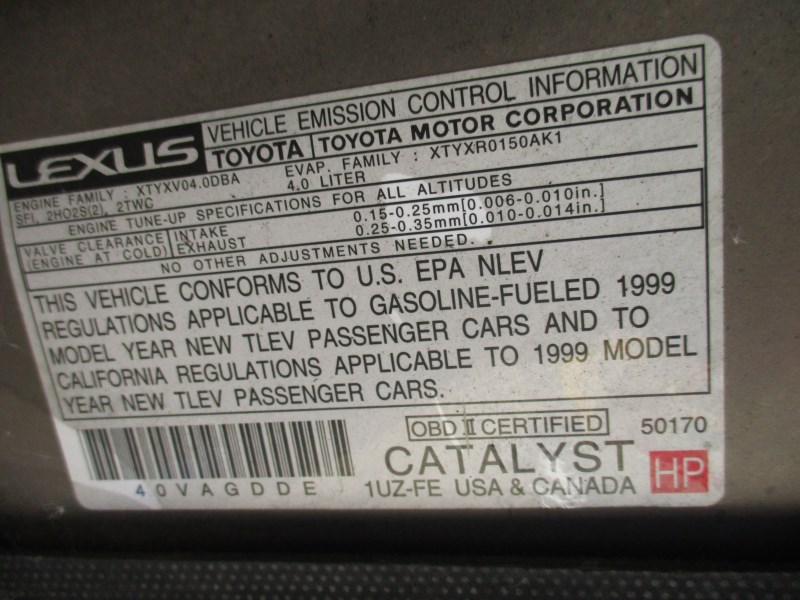 LEXUS
VEHICLE EMISSION CONTROL INFORMATION
TOYOTA TOYOTA MOTOR CORPORATION
ENGINE FAMILY : XTYXV04.0DBA EVAP. FAMILY : XTYXR0150AK1
SFI, 2HO2S(2), 2TWC 4.0 LITER
ENGINE TUNE-UP SPECIFICATIONS FOR ALL ALTITUDES
VALVE CLEARANCE INTAKE 0.15-0.25mm[0.006-0.010in.]
(ENGINE AT COLD) EXHAUST 0.25-0.35mm[0.010-0.014in.]
NO OTHER ADJUSTMENTS NEEDED.
THIS VEHICLE CONFORMS TO U.S. EPA NLEV
REGULATIONS APPLICABLE TO GASOLINE-FUELED 1999
MODEL YEAR NEW TLEV PASSENGER CARS AND TO
CALIFORNIA REGULATIONS APPLICABLE TO 1999 MODEL
YEAR NEW TLEV PASSENGER CARS.
OBD II CERTIFIED 50170
CATALYST
40VAGDDE 1UZ-FE USA & CANADA HP